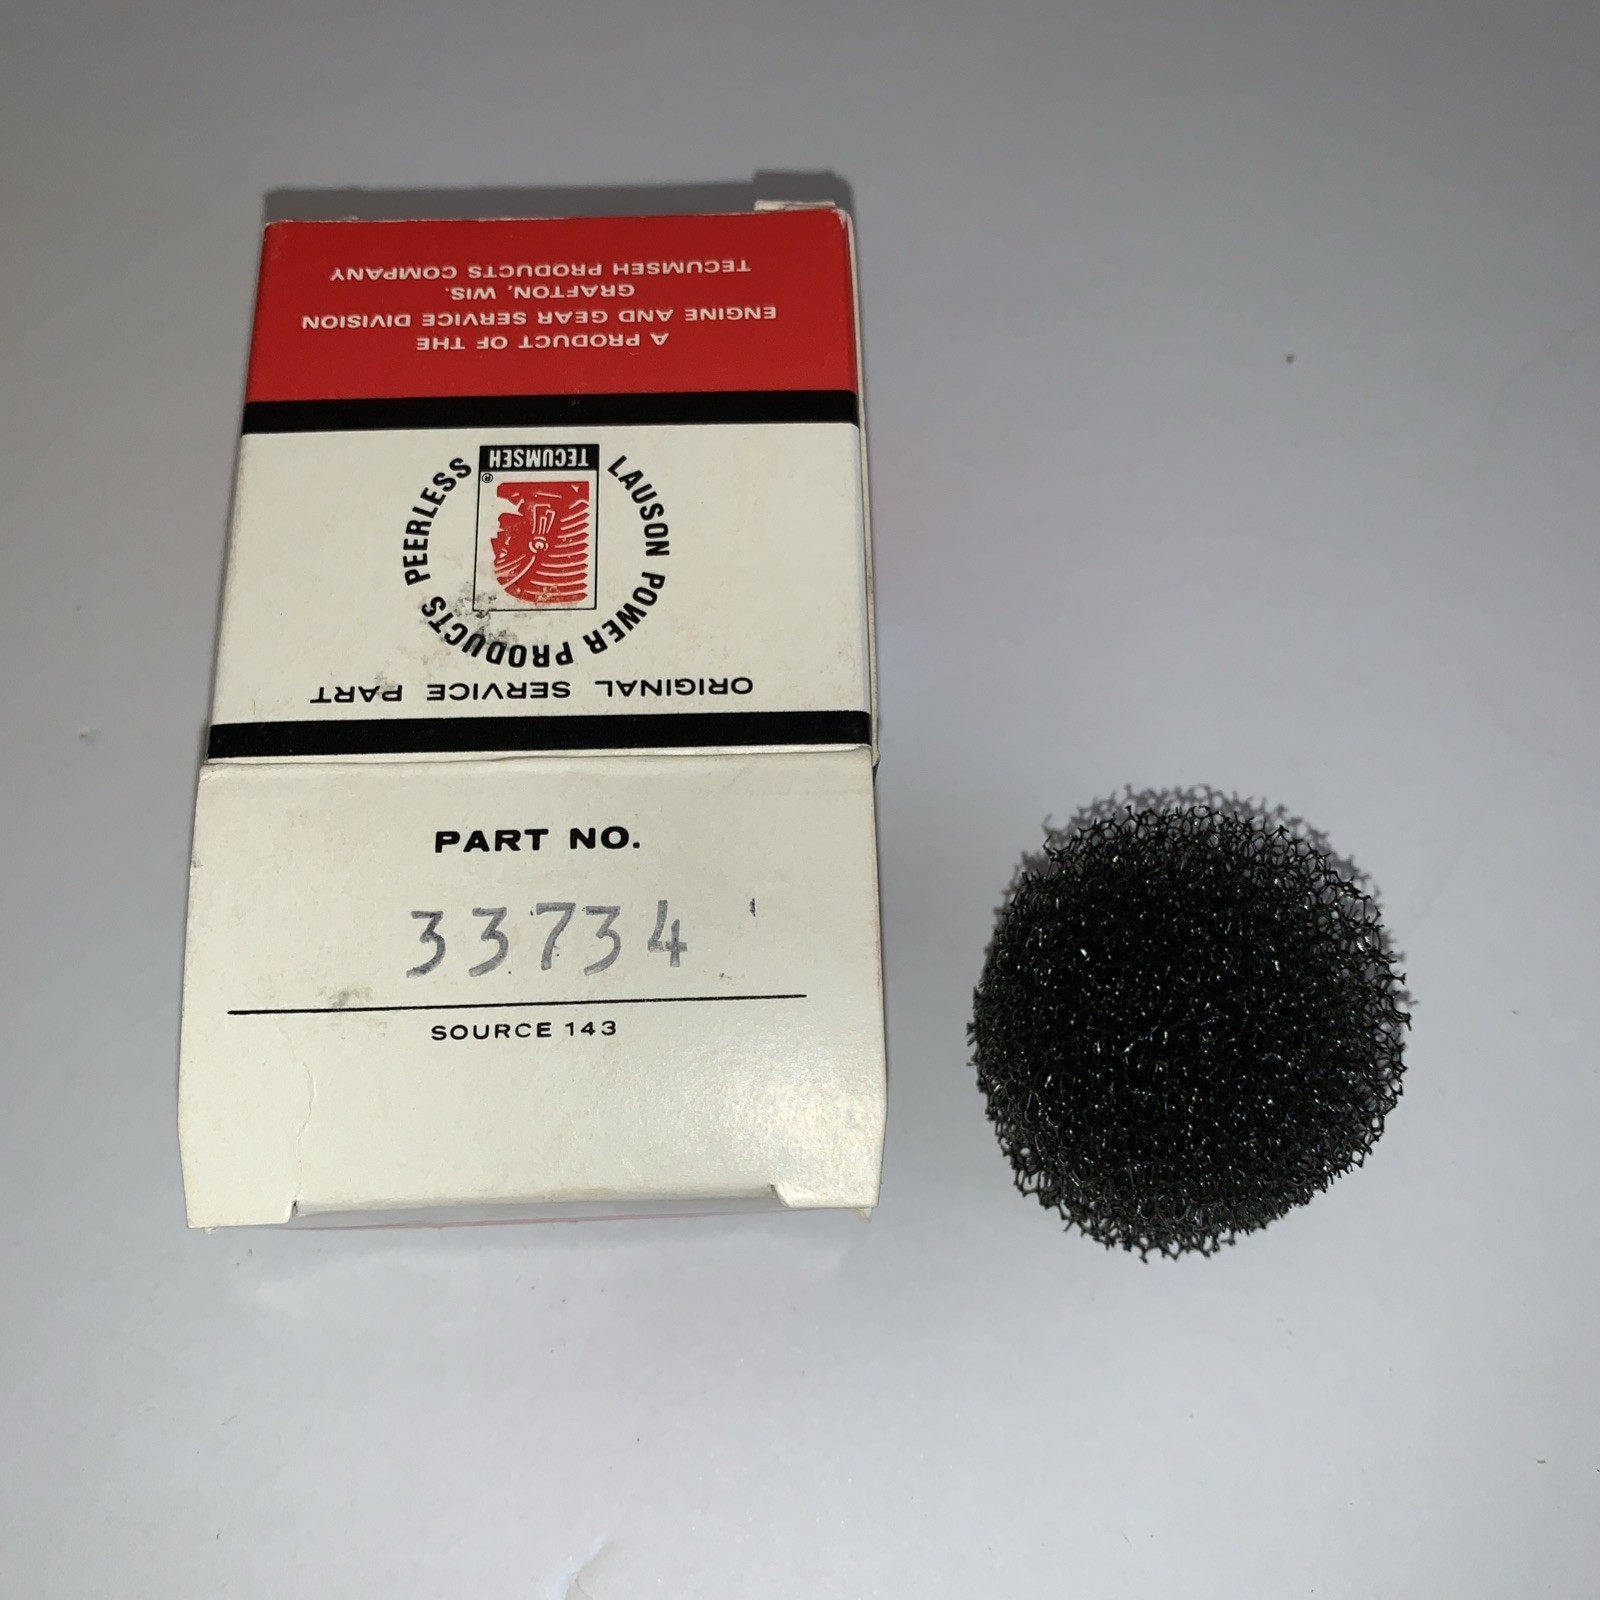 A PRODUCT OF THE
ENGINE AND GEAR SERVICE DIVISION
GRAFTON, WIS.
TECUMSEH PRODUCTS COMPANY
ORIGINAL SERVICE PART
LAUSON POWER PRODUCTS PEERLESS
TECUMSEH
®
PART NO.
33734
SOURCE 143